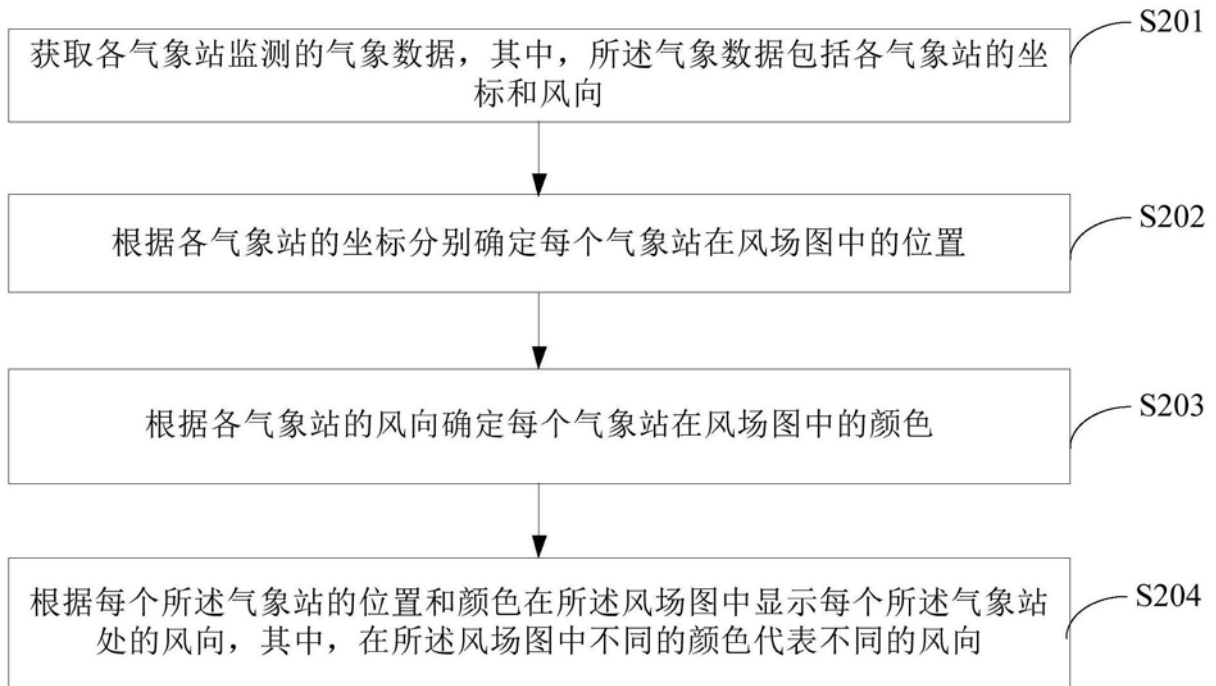 S201
获取各气象站监测的气象数据，其中，所述气象数据包括各气象站的坐
标和风向
S202
根据各气象站的坐标分别确定每个气象站在风场图中的位置
S203
根据各气象站的风向确定每个气象站在风场图中的颜色
S204
根据每个所述气象站的位置和颜色在所述风场图中显示每个所述气象站
处的风向，其中，在所述风场图中不同的颜色代表不同的风向